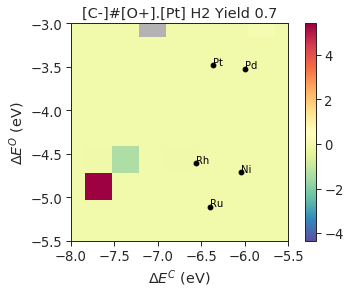 [C-]#[O+].[Pt] H2 Yield 0.7
−3.0
−3.5
−4.0
−4.5
−5.0
−5.5
ΔE^O (eV)
Pt
Pd
Rh
Ni
Ru
−8.0 −7.5 −7.0 −6.5 −6.0 −5.5
ΔE^C (eV)
4
2
0
−2
−4